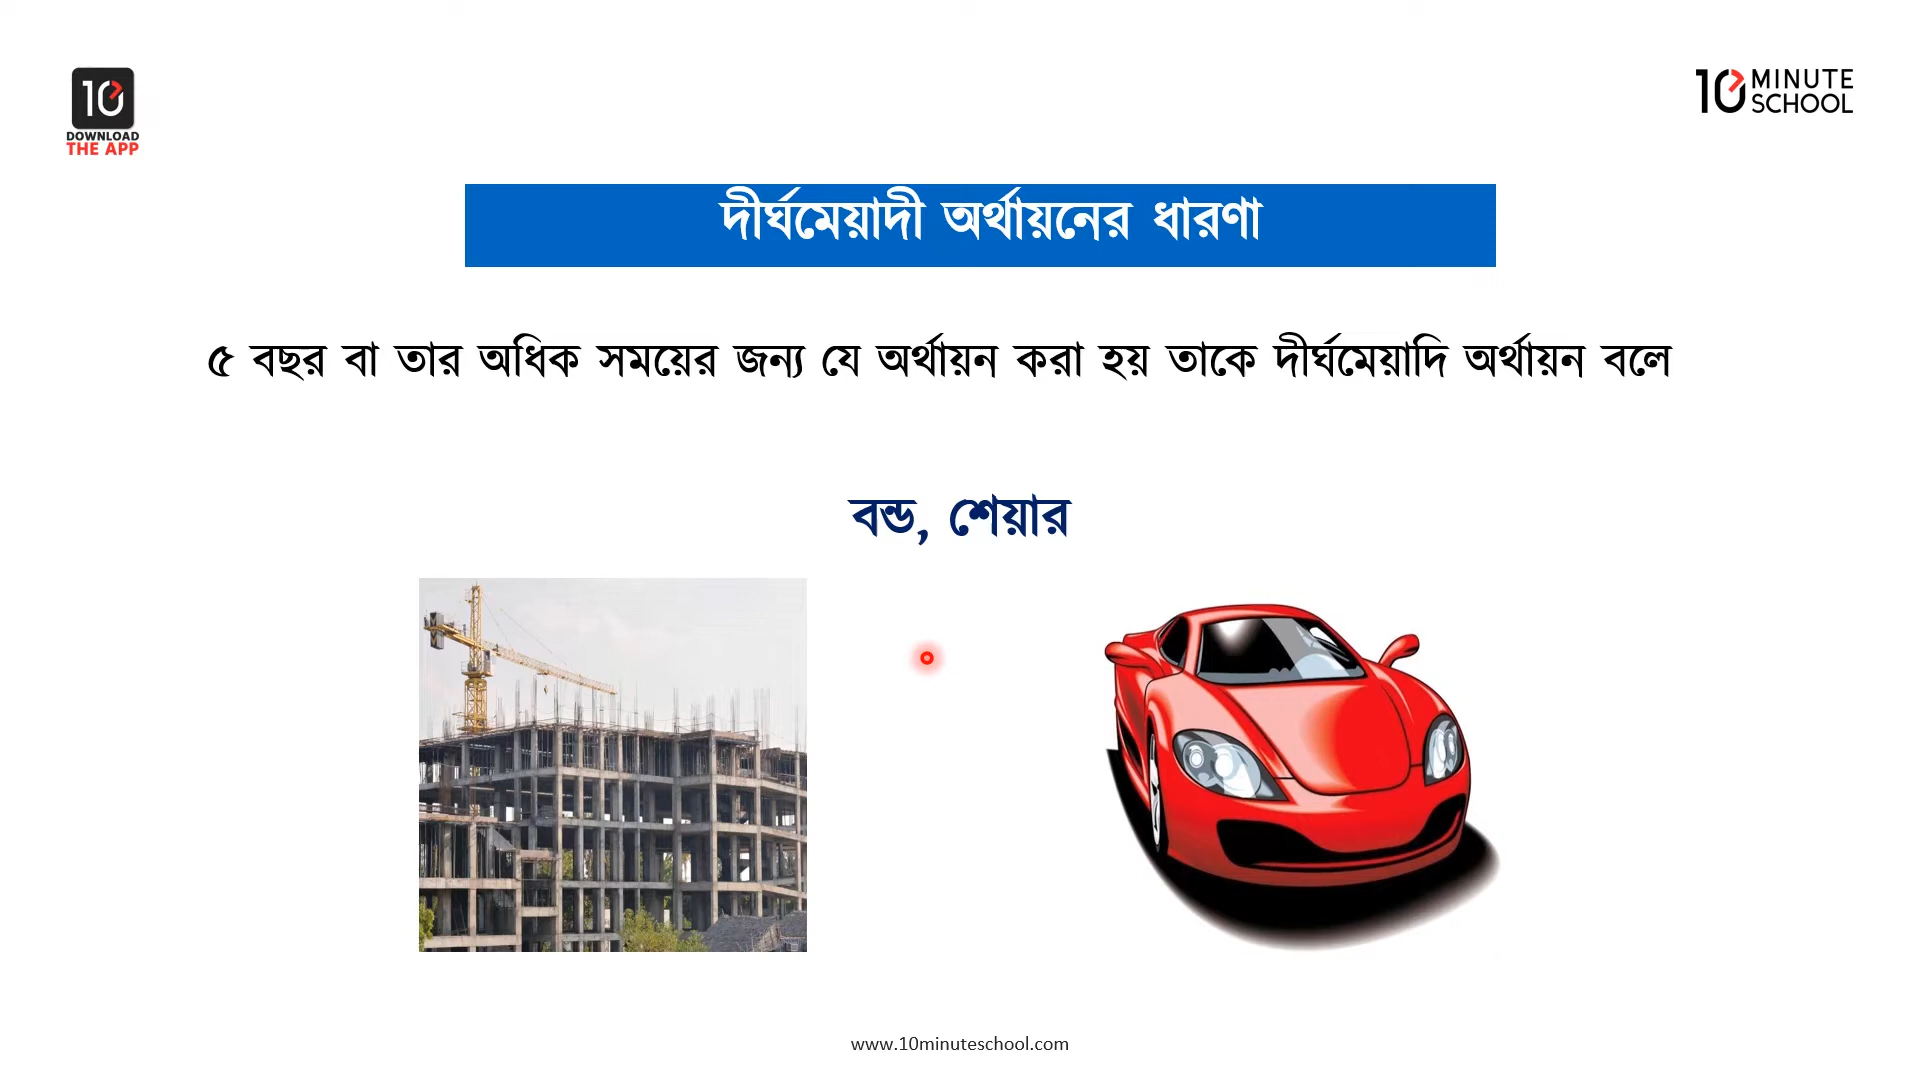 10
DOWNLOAD
THE APP
10 MINUTE
SCHOOL
দীর্ঘমেয়াদী অর্থায়নের ধারণা
৫ বছর বা তার অধিক সময়ের জন্য যে অর্থায়ন করা হয় তাকে দীর্ঘমেয়াদি অর্থায়ন বলে
বন্ড, শেয়ার
www.10minuteschool.com